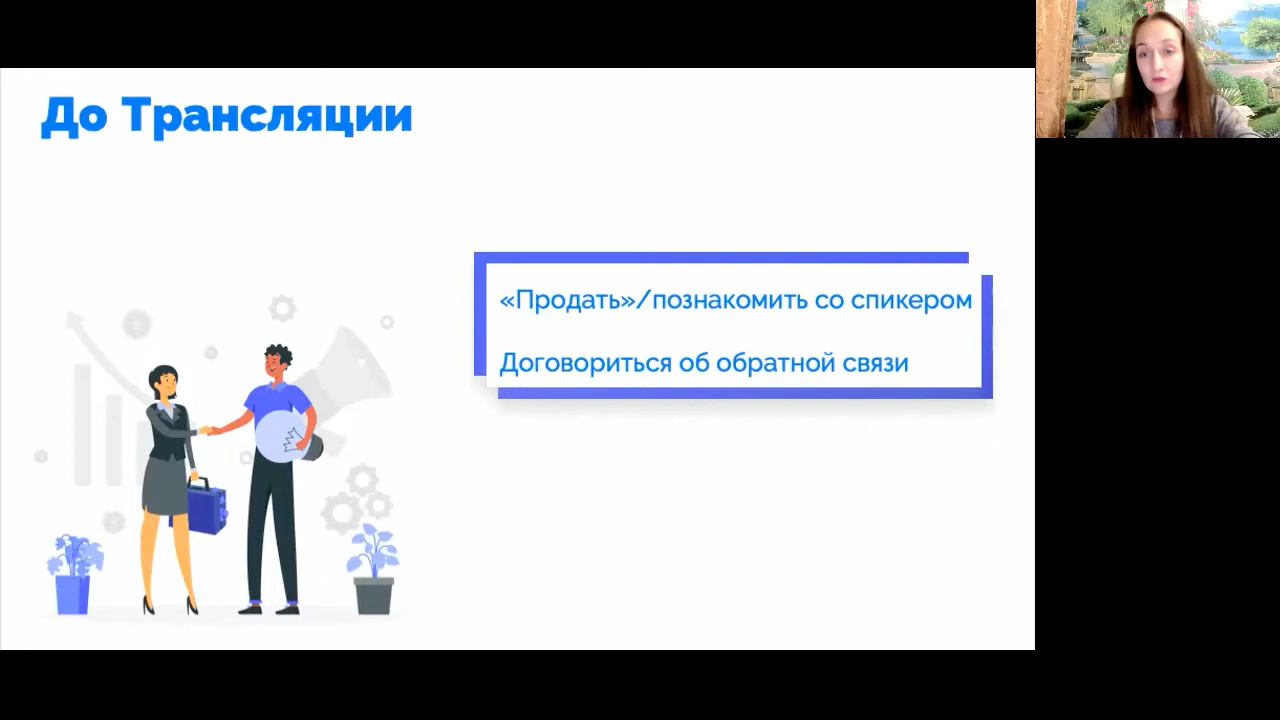 До Трансляции
«Продать»/познакомить со спикером
Договориться об обратной связи